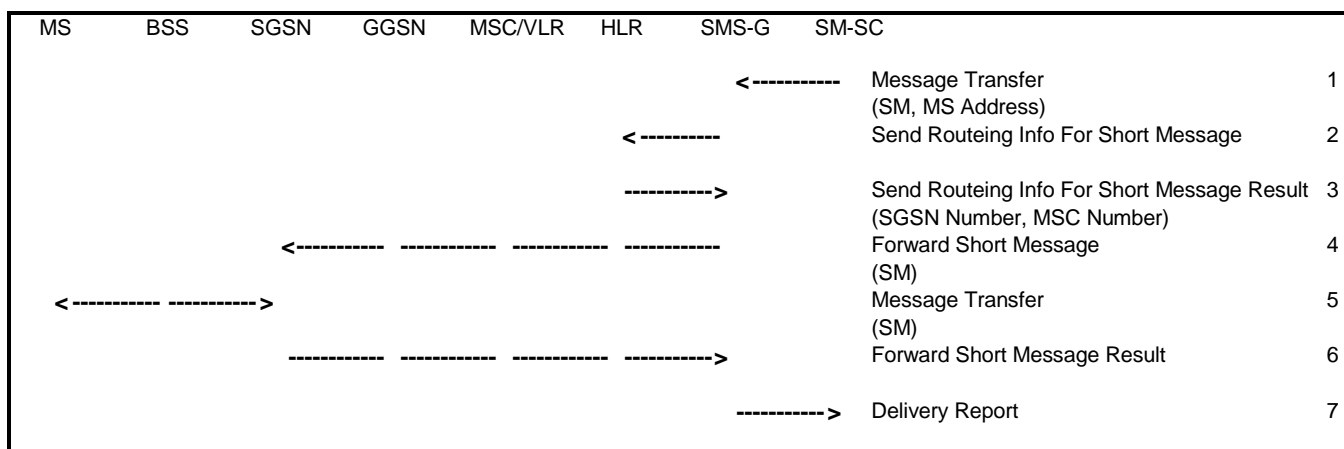 MS BSS SGSN GGSN MSC/VLR HLR SMS-G SM-SC
Message Transfer 1
(SM, MS Address)
Send Routeing Info For Short Message 2
Send Routeing Info For Short Message Result 3
(SGSN Number, MSC Number)
Forward Short Message 4
(SM)
Message Transfer 5
(SM)
Forward Short Message Result 6
Delivery Report 7